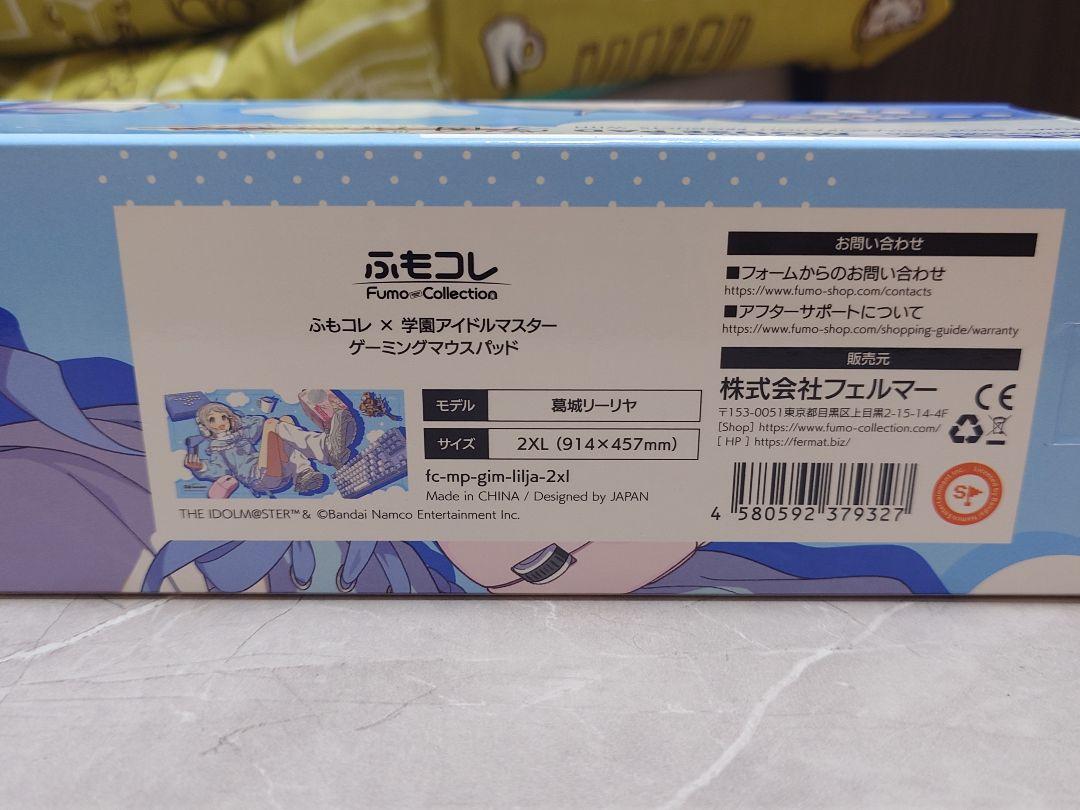 ふもコレ
Fumo Collection
ふもコレ × 学園アイドルマスター
ゲーミングマウスパッド
モデル 葛城リーリヤ
サイズ 2XL（914×457mm）
fc-mp-gim-lilja-2xl
Made in CHINA / Designed by JAPAN
THE IDOLM@STER™& ©Bandai Namco Entertainment Inc.
お問い合わせ
■フォームからのお問い合わせ
https://www.fumo-shop.com/contacts
■アフターサポートについて
https://www.fumo-shop.com/shopping-guide/warranty
販売元
株式会社フェルマー
〒153-0051東京都目黒区上目黒2-15-14-4F
[Shop] https://www.fumo-collection.com/
[ HP ] https://fermat.biz/
CE
4 580592 379327
Licensed by Bandai Namco Entertainment Inc.